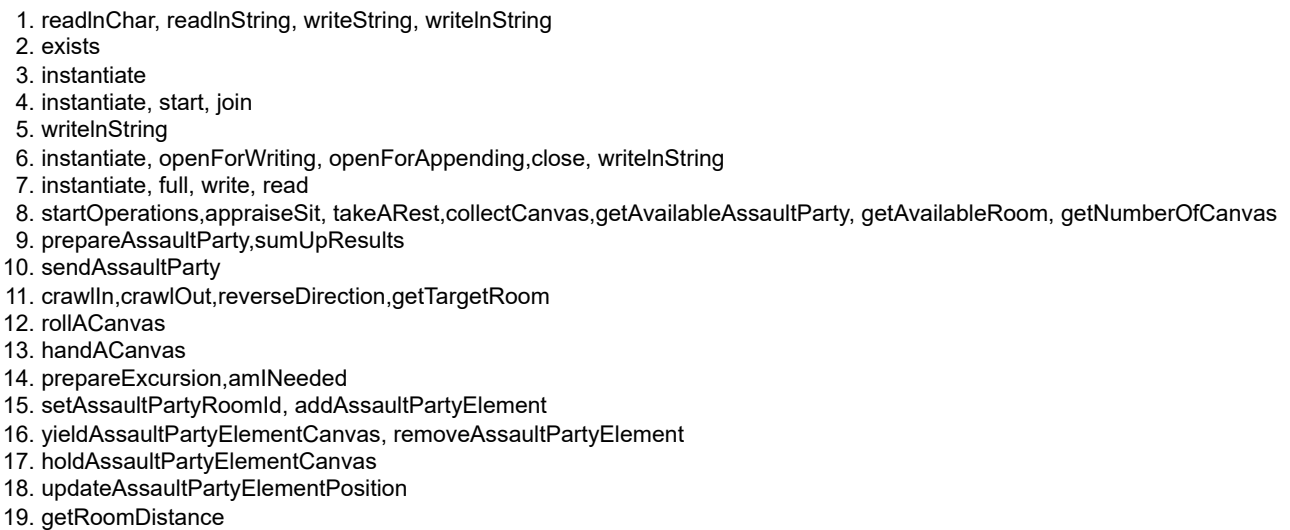 1. readlnChar, readlnString, writeString, writelnString
2. exists
3. instantiate
4. instantiate, start, join
5. writelnString
6. instantiate, openForWriting, openForAppending,close, writelnString
7. instantiate, full, write, read
8. startOperations,appraiseSit, takeARest,collectCanvas,getAvailableAssaultParty, getAvailableRoom, getNumberOfCanvas
9. prepareAssaultParty,sumUpResults
10. sendAssaultParty
11. crawlIn,crawlOut,reverseDirection,getTargetRoom
12. rollACanvas
13. handACanvas
14. prepareExcursion,amINeeded
15. setAssaultPartyRoomId, addAssaultPartyElement
16. yieldAssaultPartyElementCanvas, removeAssaultPartyElement
17. holdAssaultPartyElementCanvas
18. updateAssaultPartyElementPosition
19. getRoomDistance